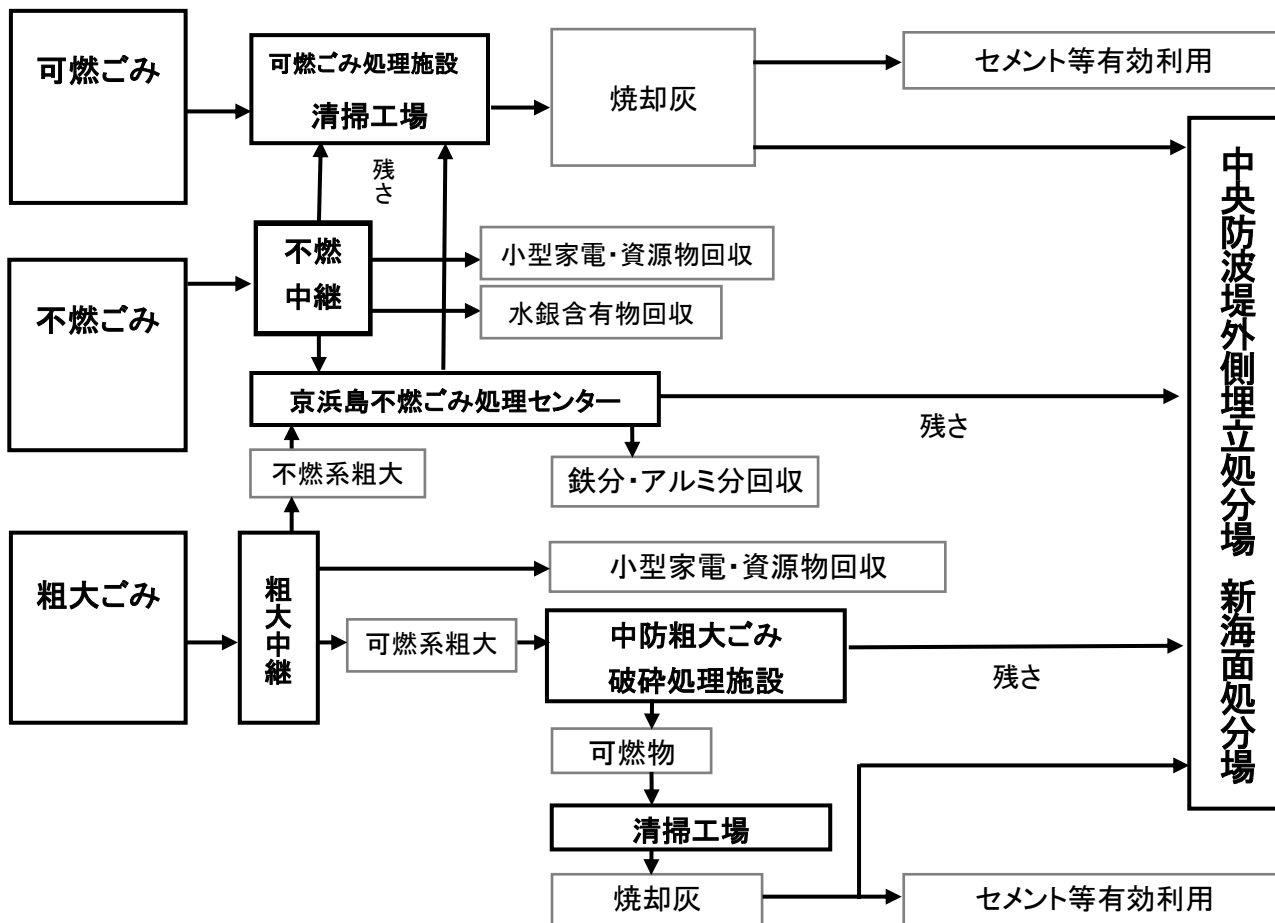 可燃ごみ
可燃ごみ処理施設
清掃工場
焼却灰
セメント等有効利用
残さ
不燃ごみ
不燃
中継
小型家電・資源物回収
水銀含有物回収
京浜島不燃ごみ処理センター
残さ
不燃系粗大
鉄分・アルミ分回収
粗大ごみ
粗大中継
小型家電・資源物回収
可燃系粗大
中防粗大ごみ
破砕処理施設
残さ
可燃物
清掃工場
焼却灰
セメント等有効利用
中央防波堤外側埋立処分場 新海面処分場